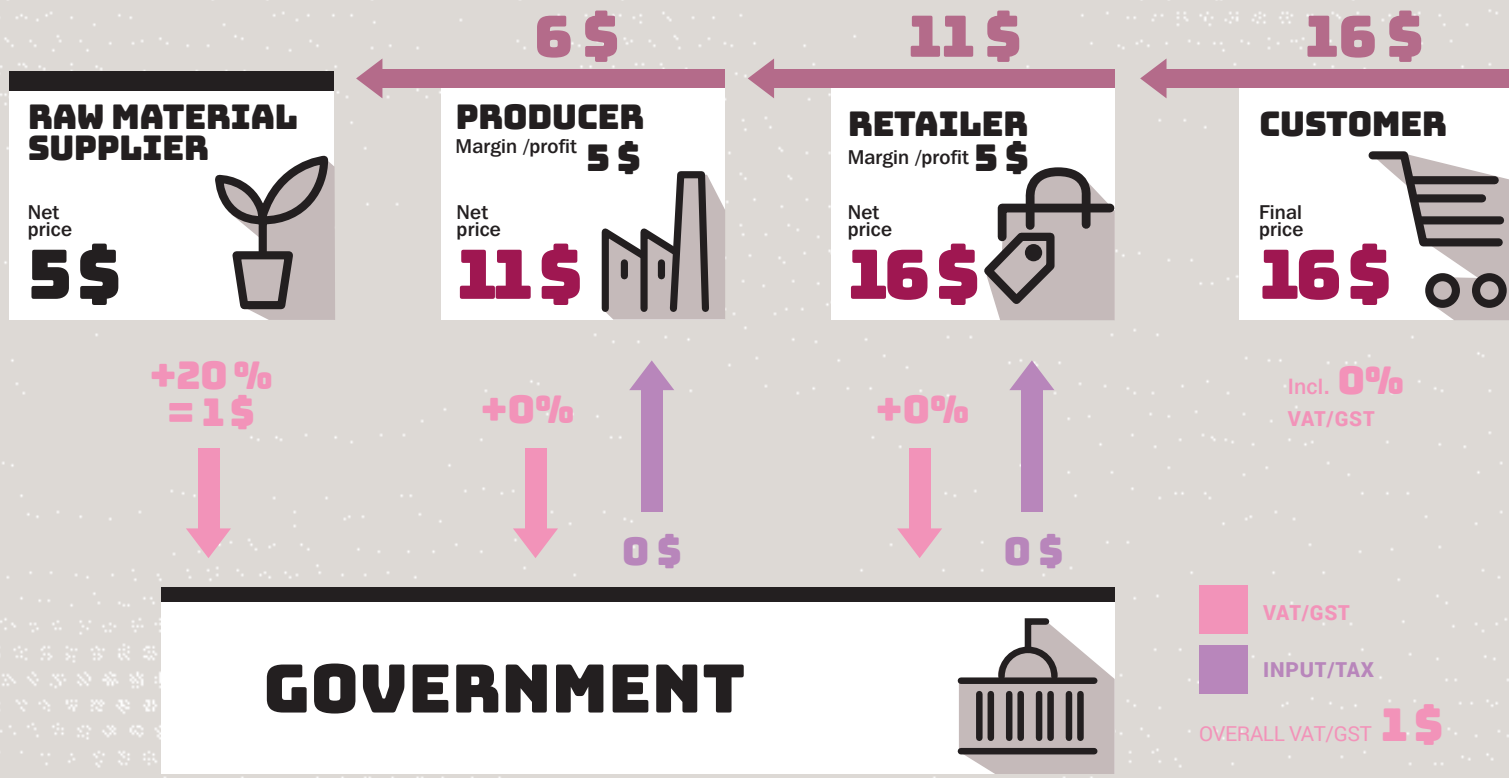 6 $
11 $
16 $
RAW MATERIAL
SUPPLIER
Net
price
5 $
PRODUCER
Margin /profit 5 $
Net
price
11 $
RETAILER
Margin /profit 5 $
Net
price
16 $
CUSTOMER
Final
price
16 $
+20 %
= 1 $
+0%
0 $
+0%
0 $
Incl. 0%
VAT/GST
GOVERNMENT
VAT/GST
INPUT/TAX
OVERALL VAT/GST 1 $